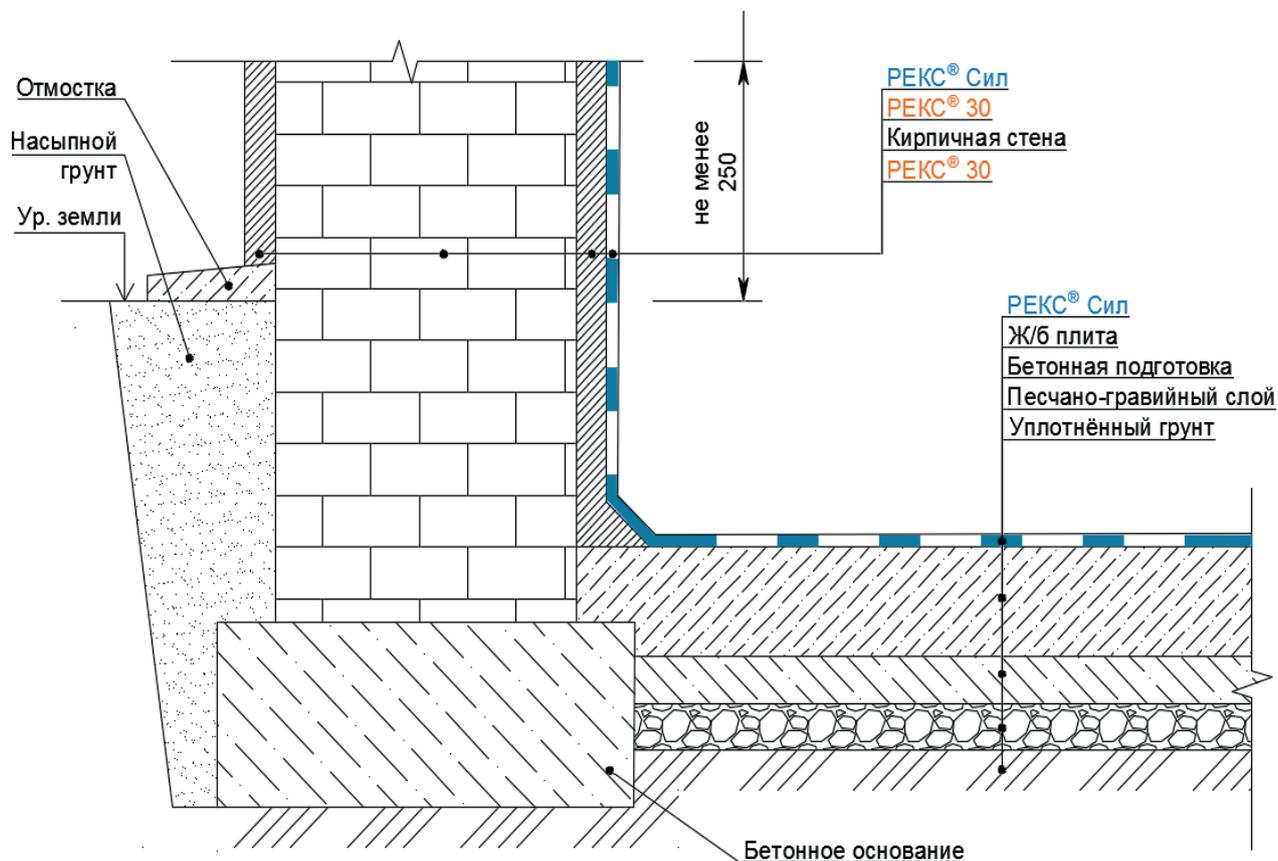 Отмостка
Насыпной
грунт
Ур. земли
не менее
250
РЕКС® Сил
РЕКС® 30
Кирпичная стена
РЕКС® 30
РЕКС® Сил
Ж/б плита
Бетонная подготовка
Песчано-гравийный слой
Уплотнённый грунт
Бетонное основание